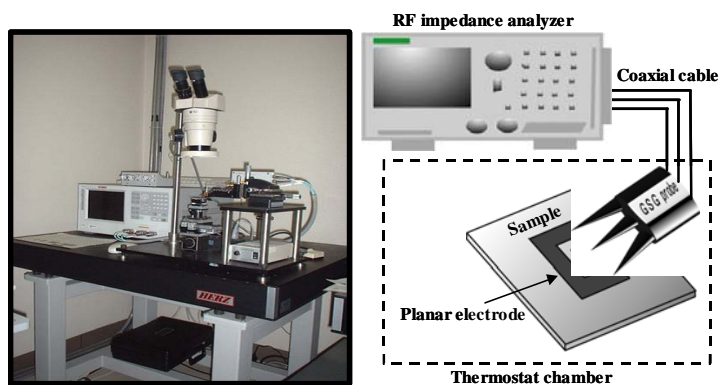 RF impedance analyzer
Coaxial cable
GSG probe
Sample
Planar electrode
Thermostat chamber
HERZ